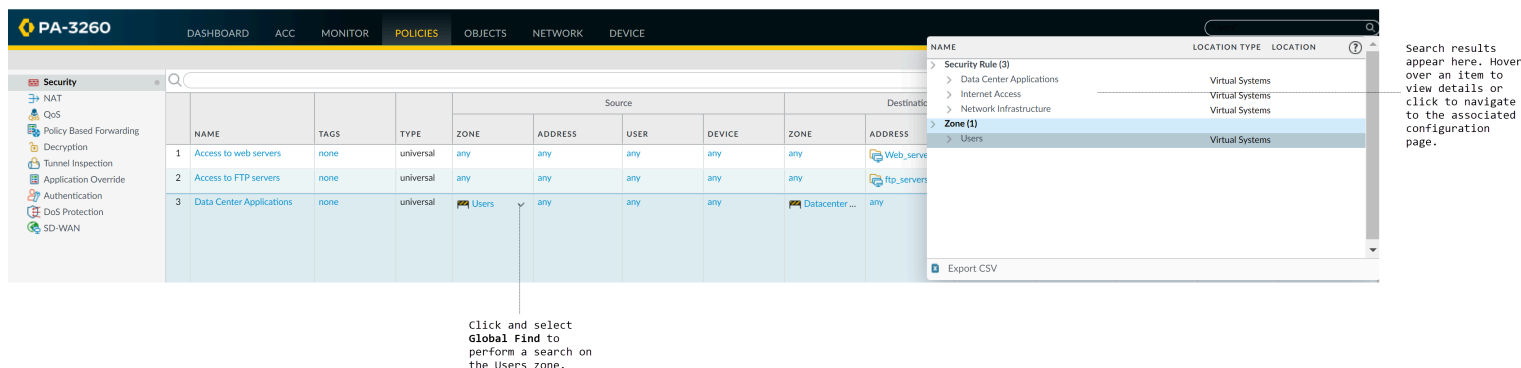 PA-3260
DASHBOARD ACC MONITOR POLICIES OBJECTS NETWORK DEVICE
Security
NAT
QoS
Policy Based Forwarding
Decryption
Tunnel Inspection
Application Override
Authentication
DoS Protection
SD-WAN
Source Destinatio
NAME TAGS TYPE ZONE ADDRESS USER DEVICE ZONE ADDRESS
1 Access to web servers none universal any any any any any Web_serve
2 Access to FTP servers none universal any any any any any ftp_servers
3 Data Center Applications none universal Users any any any Datacenter ... any
NAME LOCATION TYPE LOCATION ?
Security Rule (3)
Data Center Applications Virtual Systems
Internet Access Virtual Systems
Network Infrastructure Virtual Systems
Zone (1)
Users Virtual Systems
Export CSV
Search results
appear here. Hover
over an item to
view details or
click to navigate
to the associated
configuration
page.
Click and select
Global Find to
perform a search on
the Users zone.